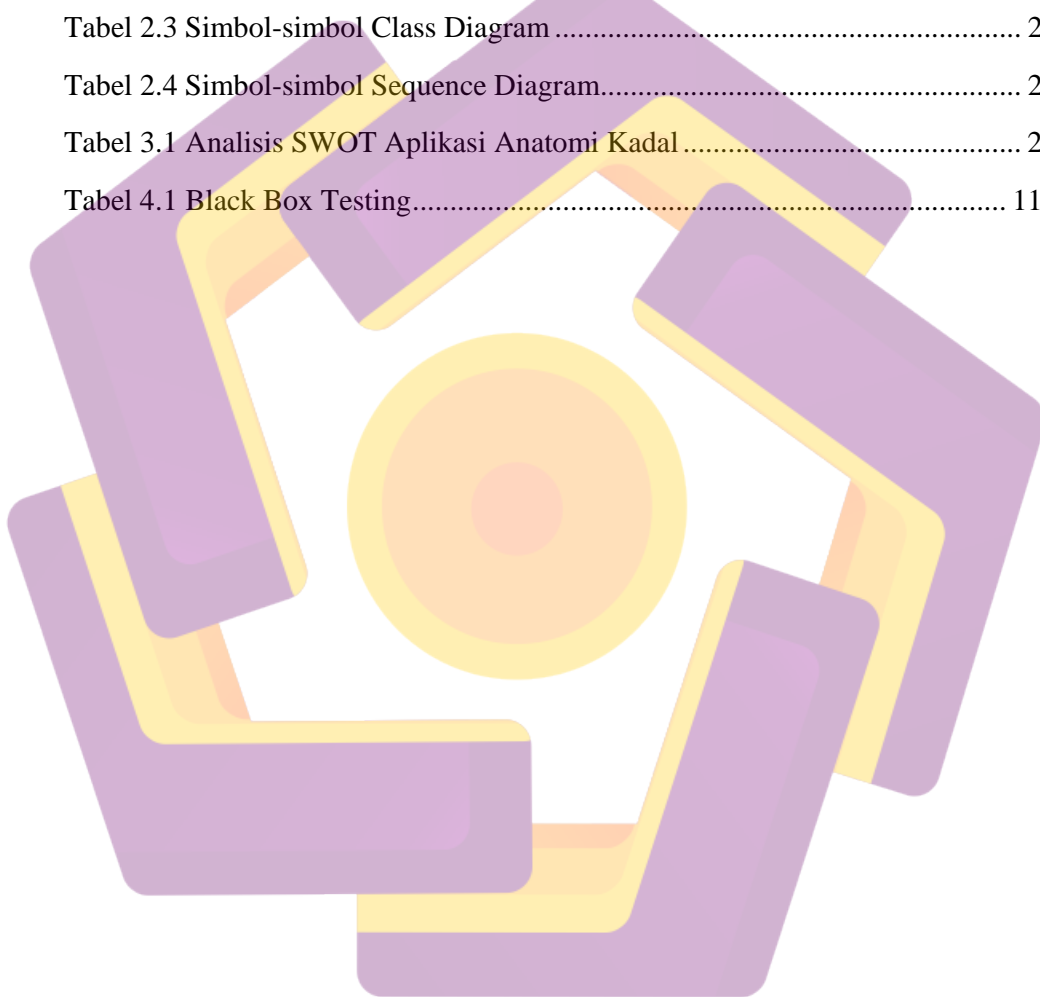 Tabel 2.3 Simbol-simbol Class Diagram ........................................................................ 2
Tabel 2.4 Simbol-simbol Sequence Diagram................................................................. 2
Tabel 3.1 Analisis SWOT Aplikasi Anatomi Kadal ...................................................... 2
Tabel 4.1 Black Box Testing......................................................................................... 11